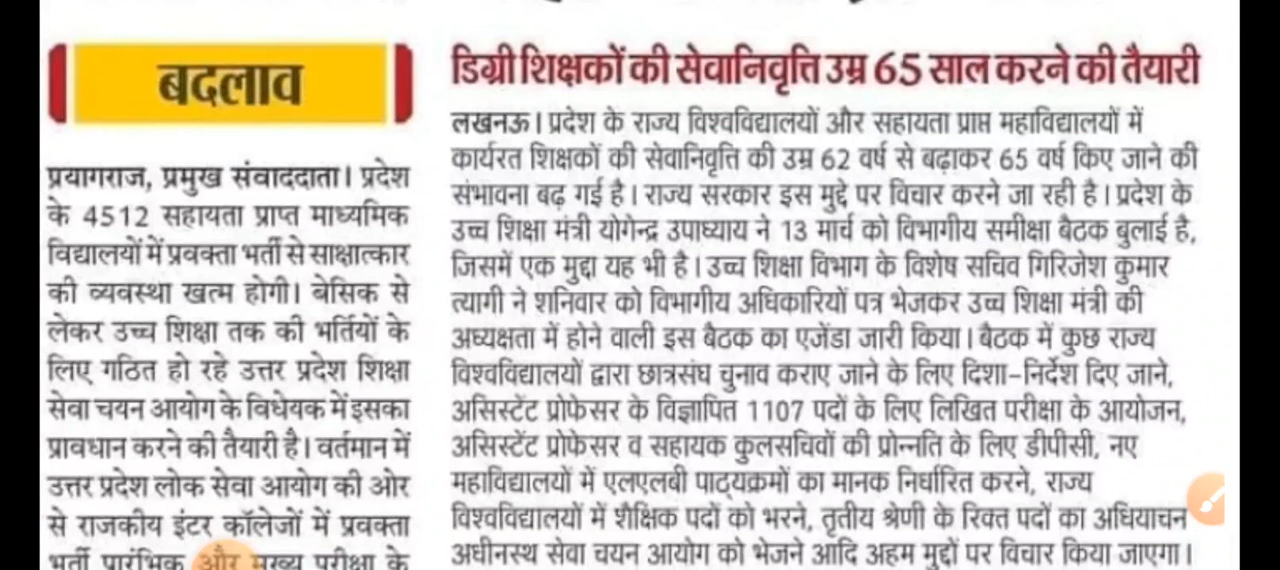 बदलाव
प्रयागराज, प्रमुख संवाददाता। प्रदेश
के 4512 सहायता प्राप्त माध्यमिक
विद्यालयों में प्रवक्ता भर्ती से साक्षात्कार
की व्यवस्था खत्म होगी। बेसिक से
लेकर उच्च शिक्षा तक की भर्तियों के
लिए गठित हो रहे उत्तर प्रदेश शिक्षा
सेवा चयन आयोग के विधेयक में इसका
प्रावधान करने की तैयारी है। वर्तमान में
उत्तर प्रदेश लोक सेवा आयोग की ओर
से राजकीय इंटर कॉलेजों में प्रवक्ता
भर्ती प्रारंभिक और मुख्य परीक्षा के
डिग्री शिक्षकों की सेवानिवृत्ति उम्र 65 साल करने की तैयारी
लखनऊ। प्रदेश के राज्य विश्वविद्यालयों और सहायता प्राप्त महाविद्यालयों में
कार्यरत शिक्षकों की सेवानिवृत्ति की उम्र 62 वर्ष से बढ़ाकर 65 वर्ष किए जाने की
संभावना बढ़ गई है। राज्य सरकार इस मुद्दे पर विचार करने जा रही है। प्रदेश के
उच्च शिक्षा मंत्री योगेन्द्र उपाध्याय ने 13 मार्च को विभागीय समीक्षा बैठक बुलाई है,
जिसमें एक मुद्दा यह भी है। उच्च शिक्षा विभाग के विशेष सचिव गिरिजेश कुमार
त्यागी ने शनिवार को विभागीय अधिकारियों पत्र भेजकर उच्च शिक्षा मंत्री की
अध्यक्षता में होने वाली इस बैठक का एजेंडा जारी किया। बैठक में कुछ राज्य
विश्वविद्यालयों द्वारा छात्रसंघ चुनाव कराए जाने के लिए दिशा-निर्देश दिए जाने,
असिस्टेंट प्रोफेसर के विज्ञापित 1107 पदों के लिए लिखित परीक्षा के आयोजन,
असिस्टेंट प्रोफेसर व सहायक कुलसचिवों की प्रोन्नति के लिए डीपीसी, नए
महाविद्यालयों में एलएलबी पाठ्यक्रमों का मानक निर्धारित करने, राज्य
विश्वविद्यालयों में शैक्षिक पदों को भरने, तृतीय श्रेणी के रिक्त पदों का अधियाचन
अधीनस्थ सेवा चयन आयोग को भेजने आदि अहम मुद्दों पर विचार किया जाएगा।